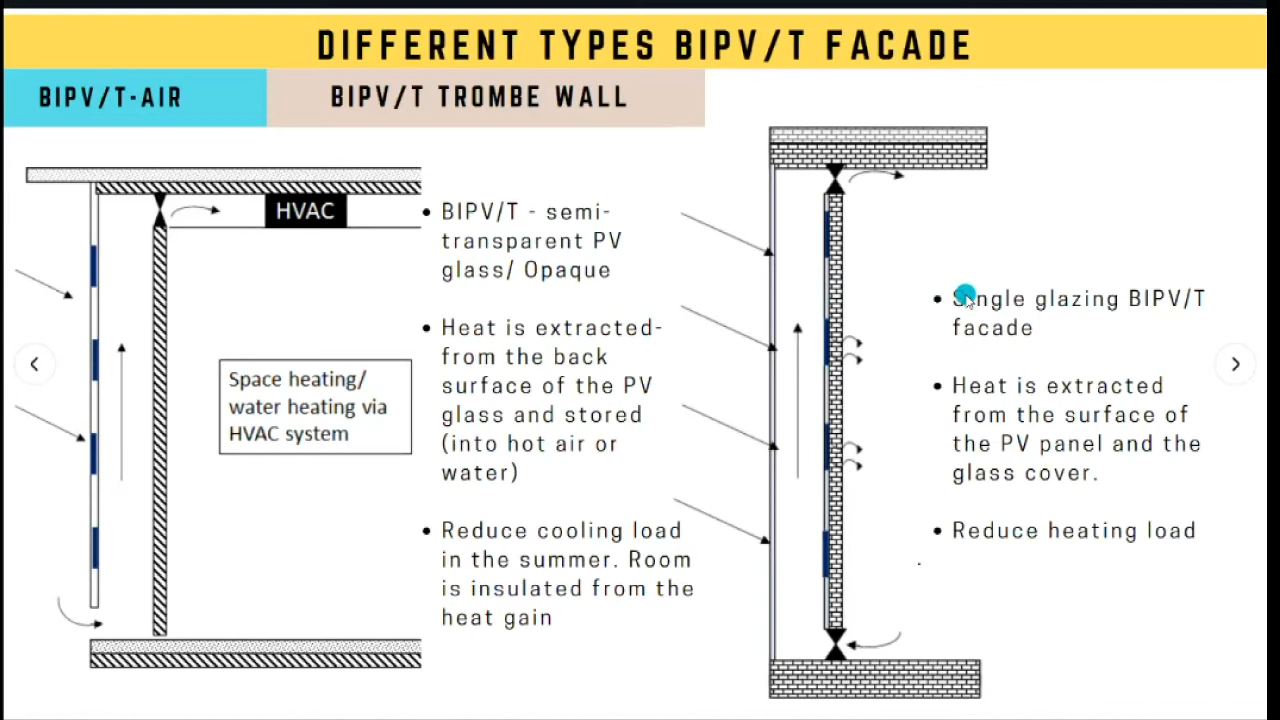 DIFFERENT TYPES BIPV/T FACADE
BIPV/T-AIR
BIPV/T TROMBE WALL
HVAC
Space heating/
water heating via
HVAC system
• BIPV/T - semi-
transparent PV
glass/ Opaque
• Heat is extracted-
from the back
surface of the PV
glass and stored
(into hot air or
water)
• Reduce cooling load
in the summer. Room
is insulated from the
heat gain
• Single glazing BIPV/T
facade
• Heat is extracted
from the surface of
the PV panel and the
glass cover.
• Reduce heating load